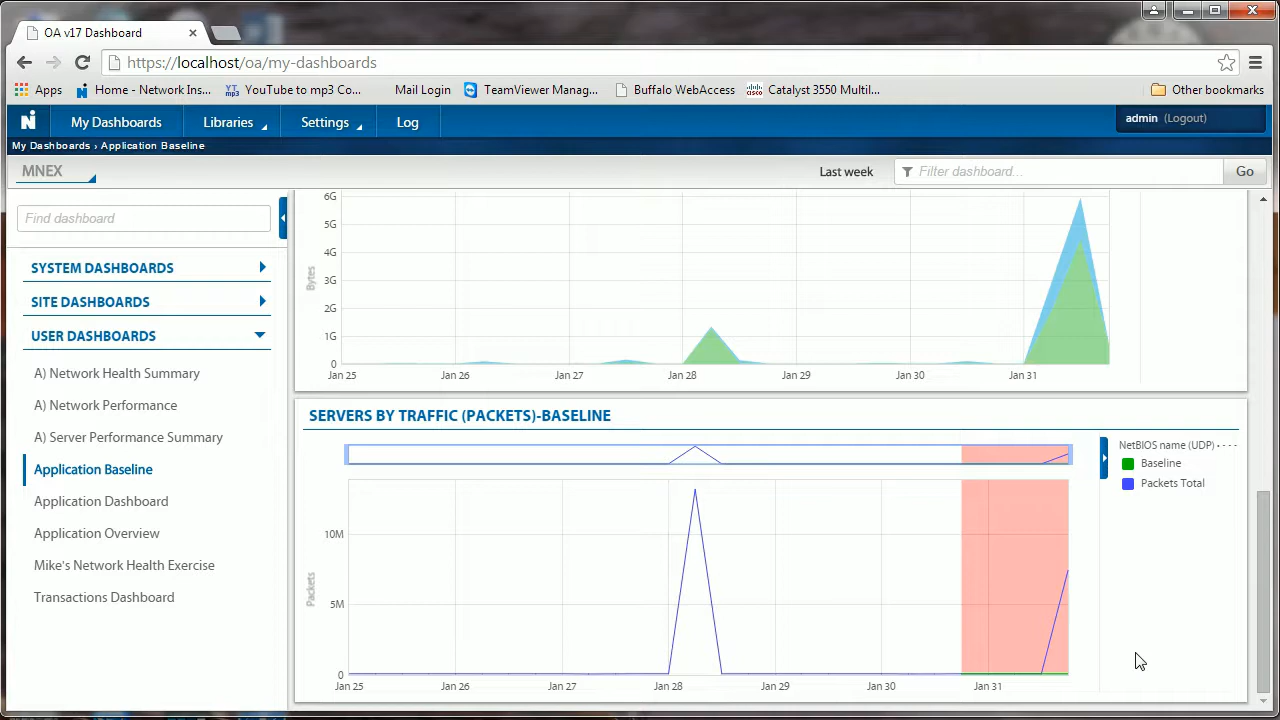 OA v17 Dashboard
https://localhost/oa/my-dashboards
Apps
Home - Network Ins...
YT mp3
YouTube to mp3 Co...
Mail Login
TeamViewer Manag...
Buffalo WebAccess
CISCO
Catalyst 3550 Multil...
Other bookmarks
My Dashboards
Libraries
Settings
Log
admin (Logout)
My Dashboards › Application Baseline
MNEX
Last week
Filter dashboard...
Go
Find dashboard
SYSTEM DASHBOARDS
SITE DASHBOARDS
USER DASHBOARDS
A) Network Health Summary
A) Network Performance
A) Server Performance Summary
Application Baseline
Application Dashboard
Application Overview
Mike's Network Health Exercise
Transactions Dashboard
6G
5G
4G
3G
2G
1G
0
Bytes
Jan 25
Jan 26
Jan 27
Jan 28
Jan 29
Jan 30
Jan 31
SERVERS BY TRAFFIC (PACKETS)-BASELINE
NetBIOS name (UDP)
Baseline
Packets Total
10M
5M
0
Packets
Jan 25
Jan 26
Jan 27
Jan 28
Jan 29
Jan 30
Jan 31